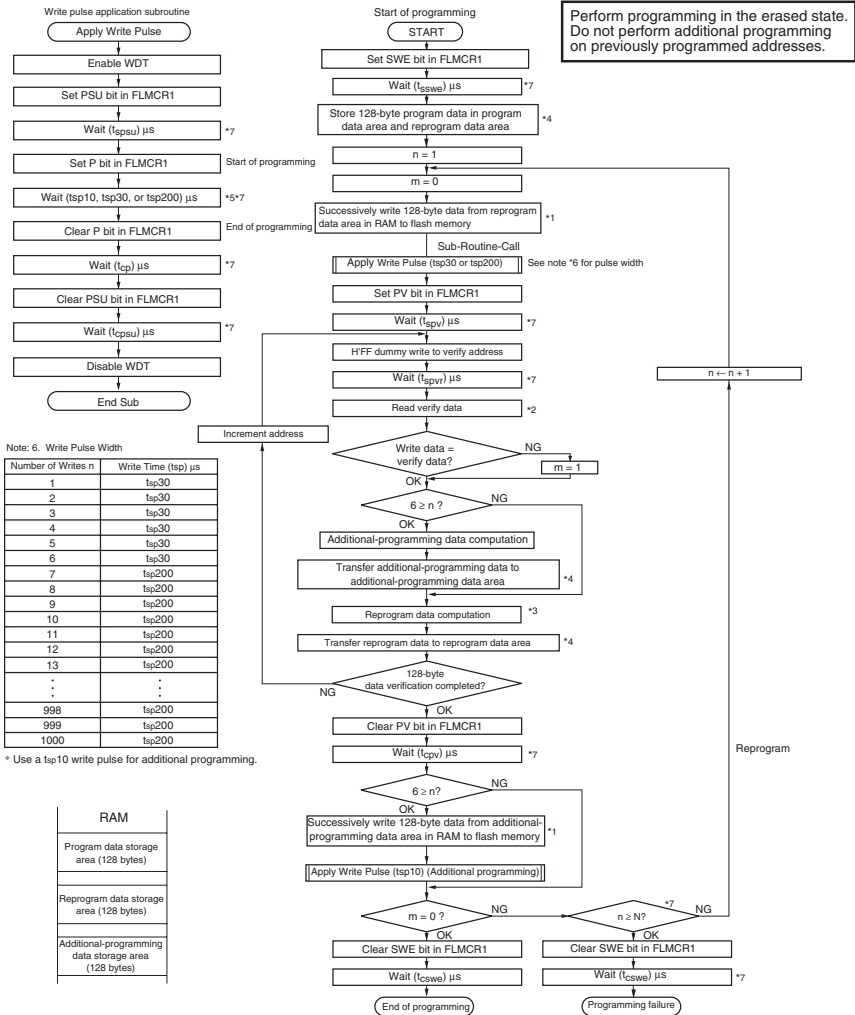 Write pulse application subroutine
Apply Write Pulse
Enable WDT
Set PSU bit in FLMCR1
Wait (tspsu) μs
*7
Set P bit in FLMCR1
Start of programming
Wait (tsp10, tsp30, or tsp200) μs
*5*7
Clear P bit in FLMCR1
End of programming
Wait (tcp) μs
*7
Clear PSU bit in FLMCR1
Wait (tcpsu) μs
*7
Disable WDT
End Sub
Note: 6. Write Pulse Width
Number of Writes n Write Time (tsp) μs
1 tsp30
2 tsp30
3 tsp30
4 tsp30
5 tsp30
6 tsp30
7 tsp200
8 tsp200
9 tsp200
10 tsp200
11 tsp200
12 tsp200
13 tsp200
998 tsp200
999 tsp200
1000 tsp200
* Use a tsp10 write pulse for additional programming.
RAM
Program data storage
area (128 bytes)
Reprogram data storage
area (128 bytes)
Additional-programming
data storage area
(128 bytes)
Start of programming
START
Set SWE bit in FLMCR1
Wait (tsswe) μs
*7
Store 128-byte program data in program
data area and reprogram data area
*4
n = 1
m = 0
Successively write 128-byte data from reprogram
data area in RAM to flash memory
*1
Sub-Routine-Call
Apply Write Pulse (tsp30 or tsp200)
See note *6 for pulse width
Set PV bit in FLMCR1
Wait (tspv) μs
*7
H'FF dummy write to verify address
Wait (tspvr) μs
*7
Read verify data
*2
Increment address
Write data =
verify data?
NG
m = 1
OK
6 ≥ n ?
NG
OK
Additional-programming data computation
Transfer additional-programming data to
additional-programming data area
*4
Reprogram data computation
*3
Transfer reprogram data to reprogram data area
*4
128-byte
data verification completed?
NG
OK
Clear PV bit in FLMCR1
Wait (tcpv) μs
*7
6 ≥ n?
NG
OK
Successively write 128-byte data from additional-
programming data area in RAM to flash memory
*1
Apply Write Pulse (tsp10) (Additional programming)
m = 0 ?
NG
OK
Clear SWE bit in FLMCR1
Wait (tcswe) μs
End of programming
*7
n ≥ N?
NG
OK
Clear SWE bit in FLMCR1
Wait (tcswe) μs
*7
Programming failure
n ← n + 1
Reprogram
Perform programming in the erased state.
Do not perform additional programming
on previously programmed addresses.